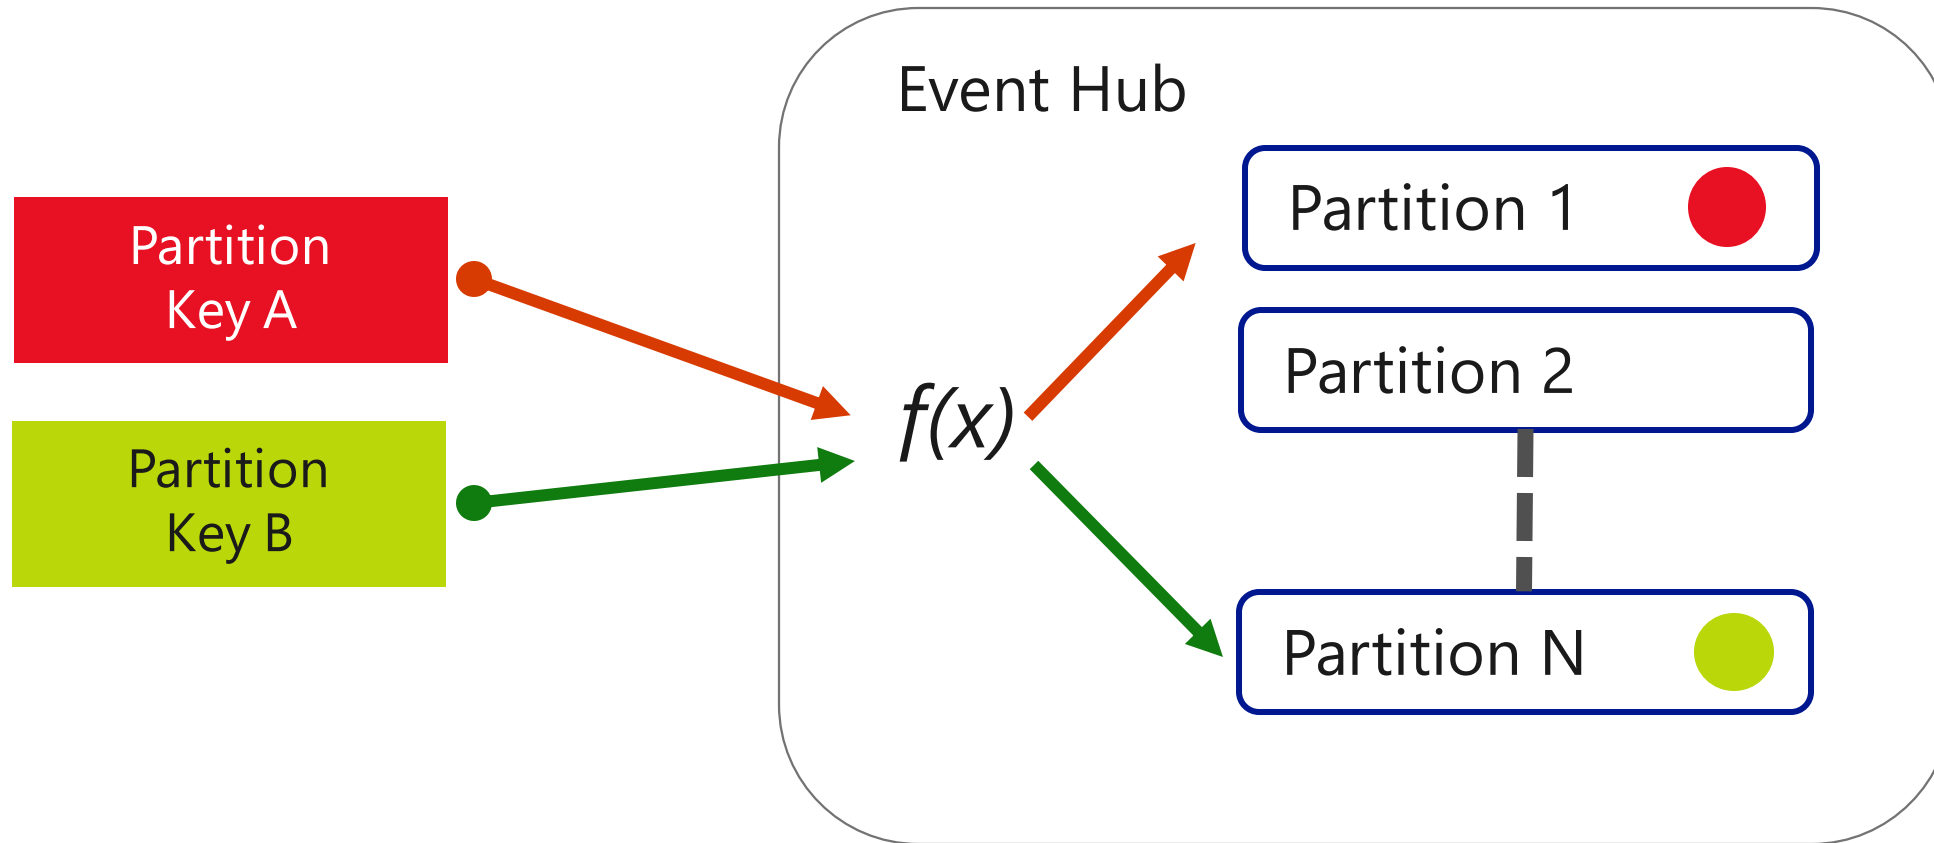 Event Hub
Partition
Key A
Partition
Key B
f(x)
Partition 1
Partition 2
Partition N